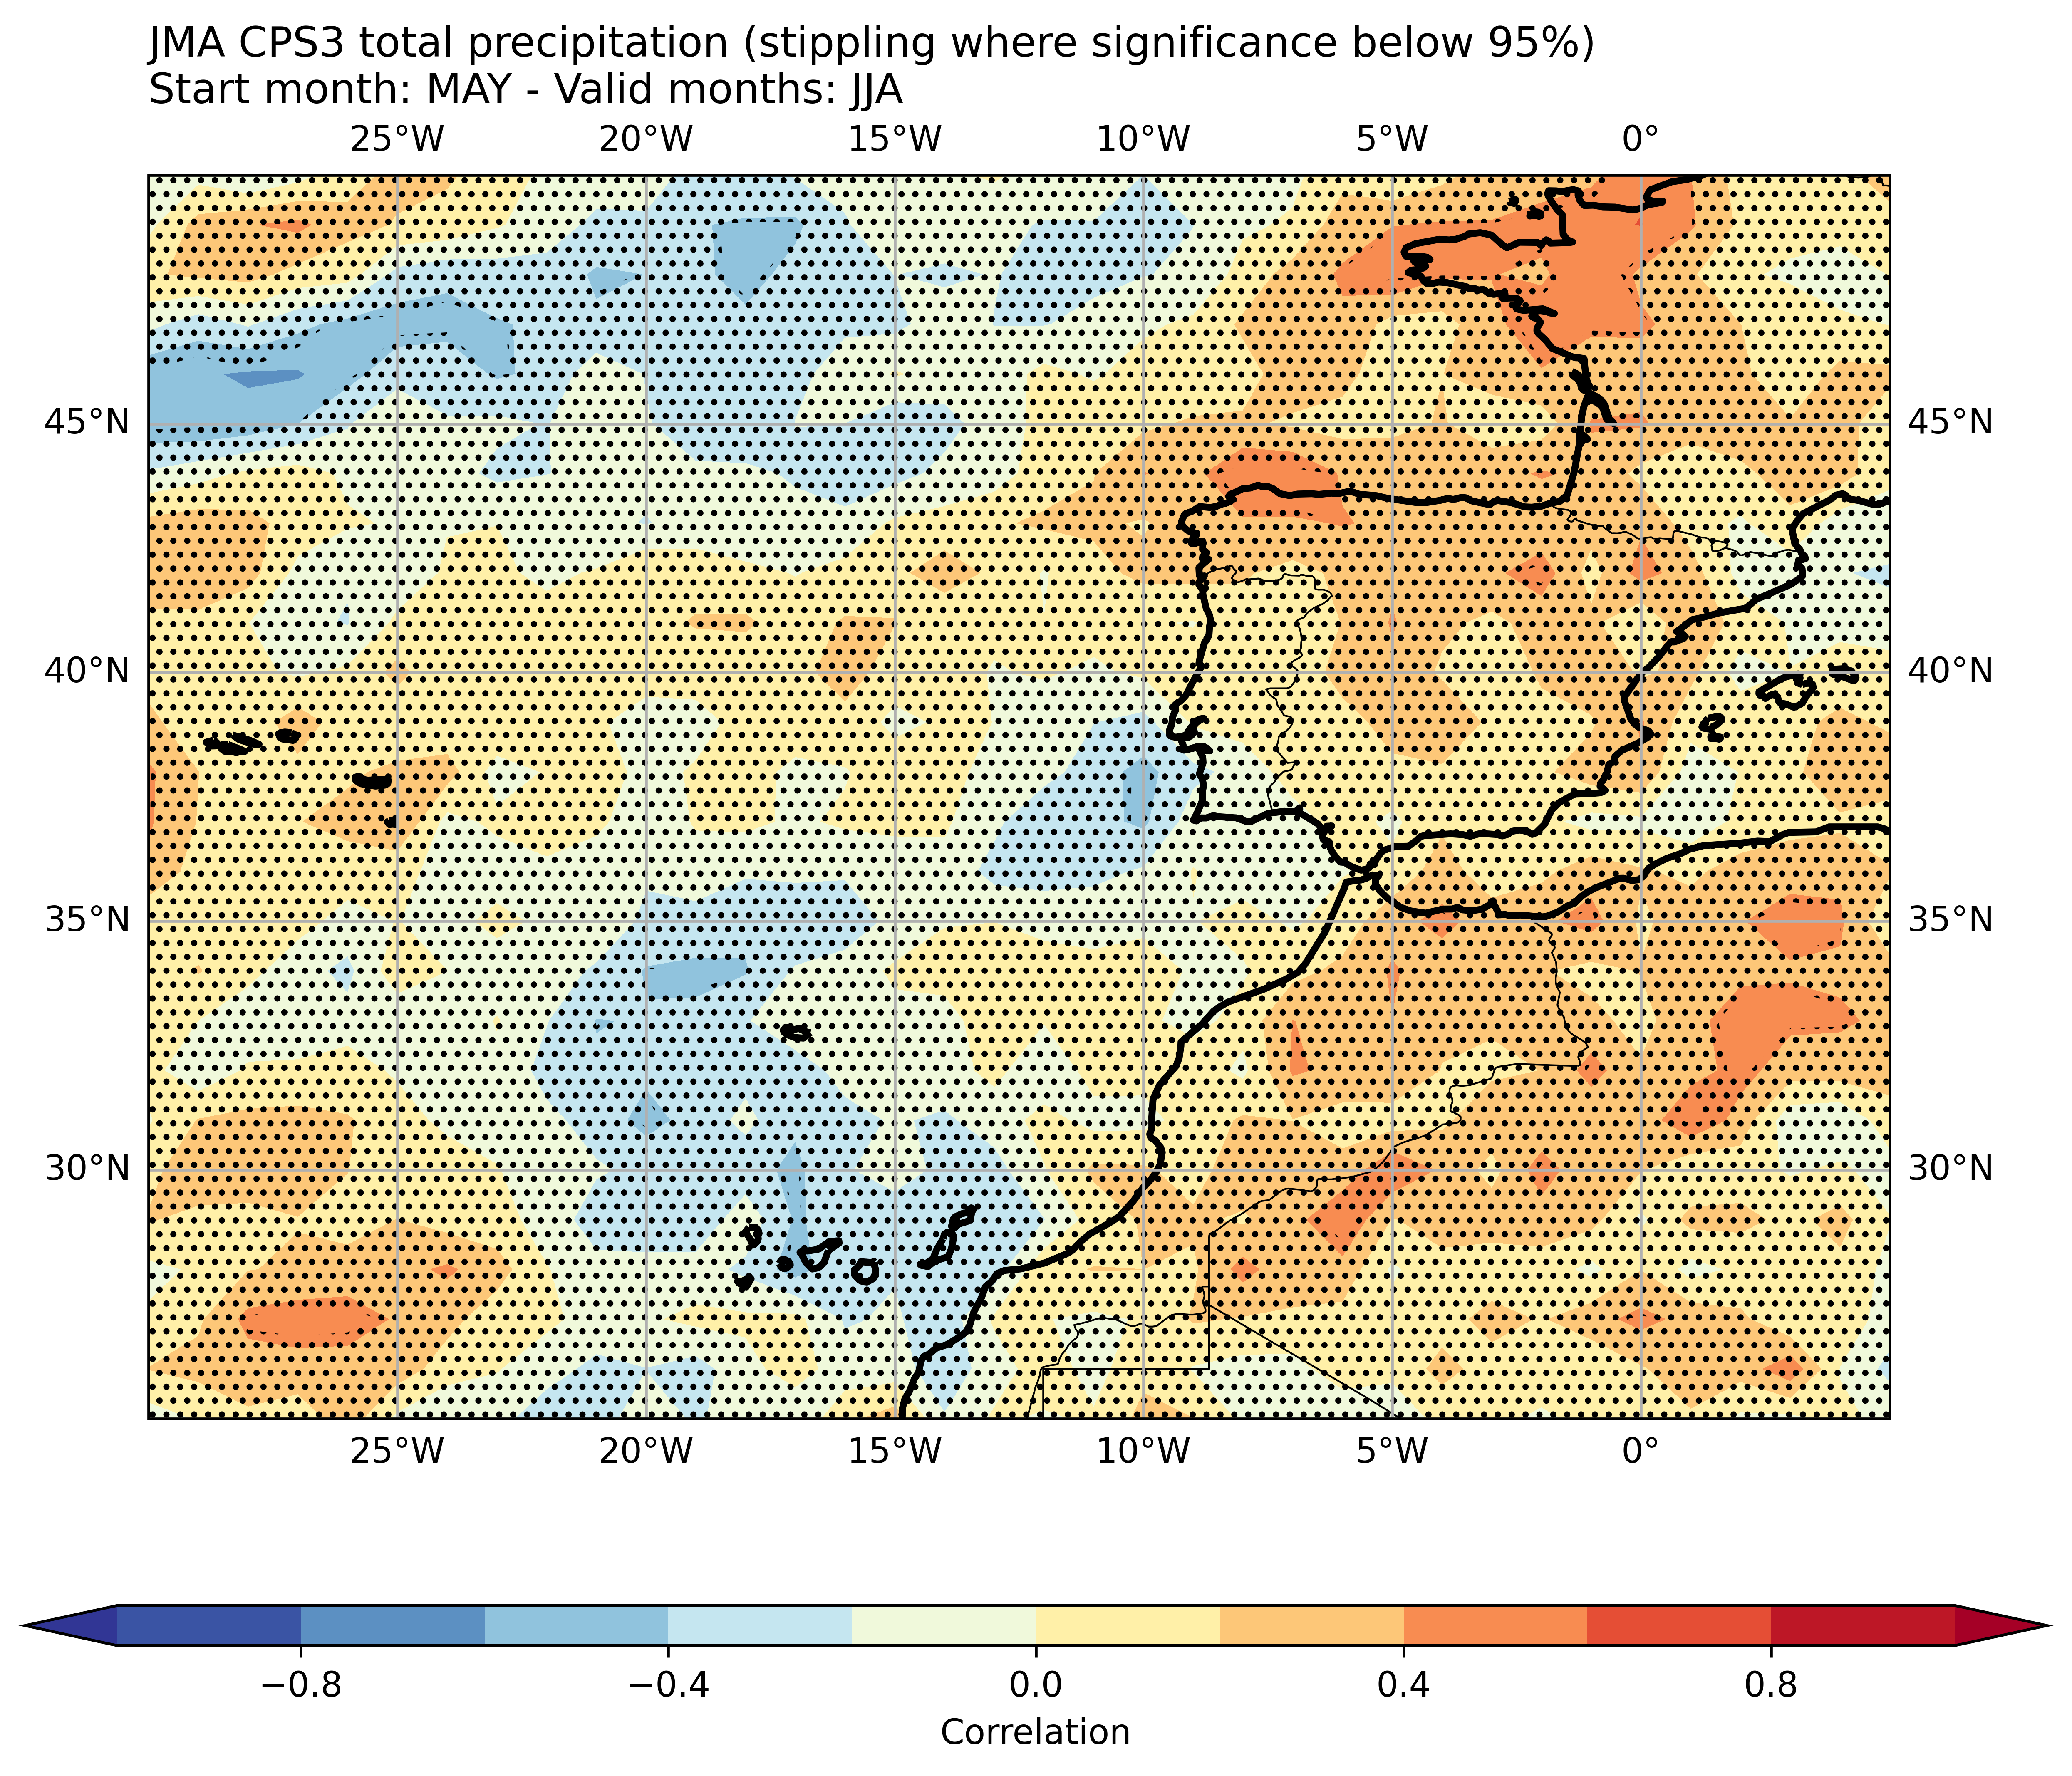 JMA CPS3 total precipitation (stippling where significance below 95%)
Start month: MAY - Valid months: JJA
25°W 20°W 15°W 10°W 5°W 0°
45°N 45°N
40°N 40°N
35°N 35°N
30°N 30°N
25°W 20°W 15°W 10°W 5°W 0°
−0.8 −0.4 0.0 0.4 0.8
Correlation